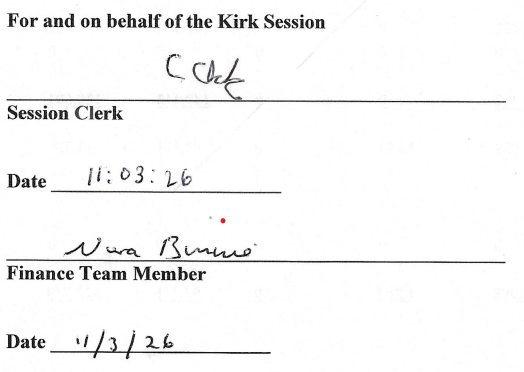 For and on behalf of the Kirk Session
Session Clerk
Date 11:03:26
Nora
Finance Team Member
Date 11/3/26